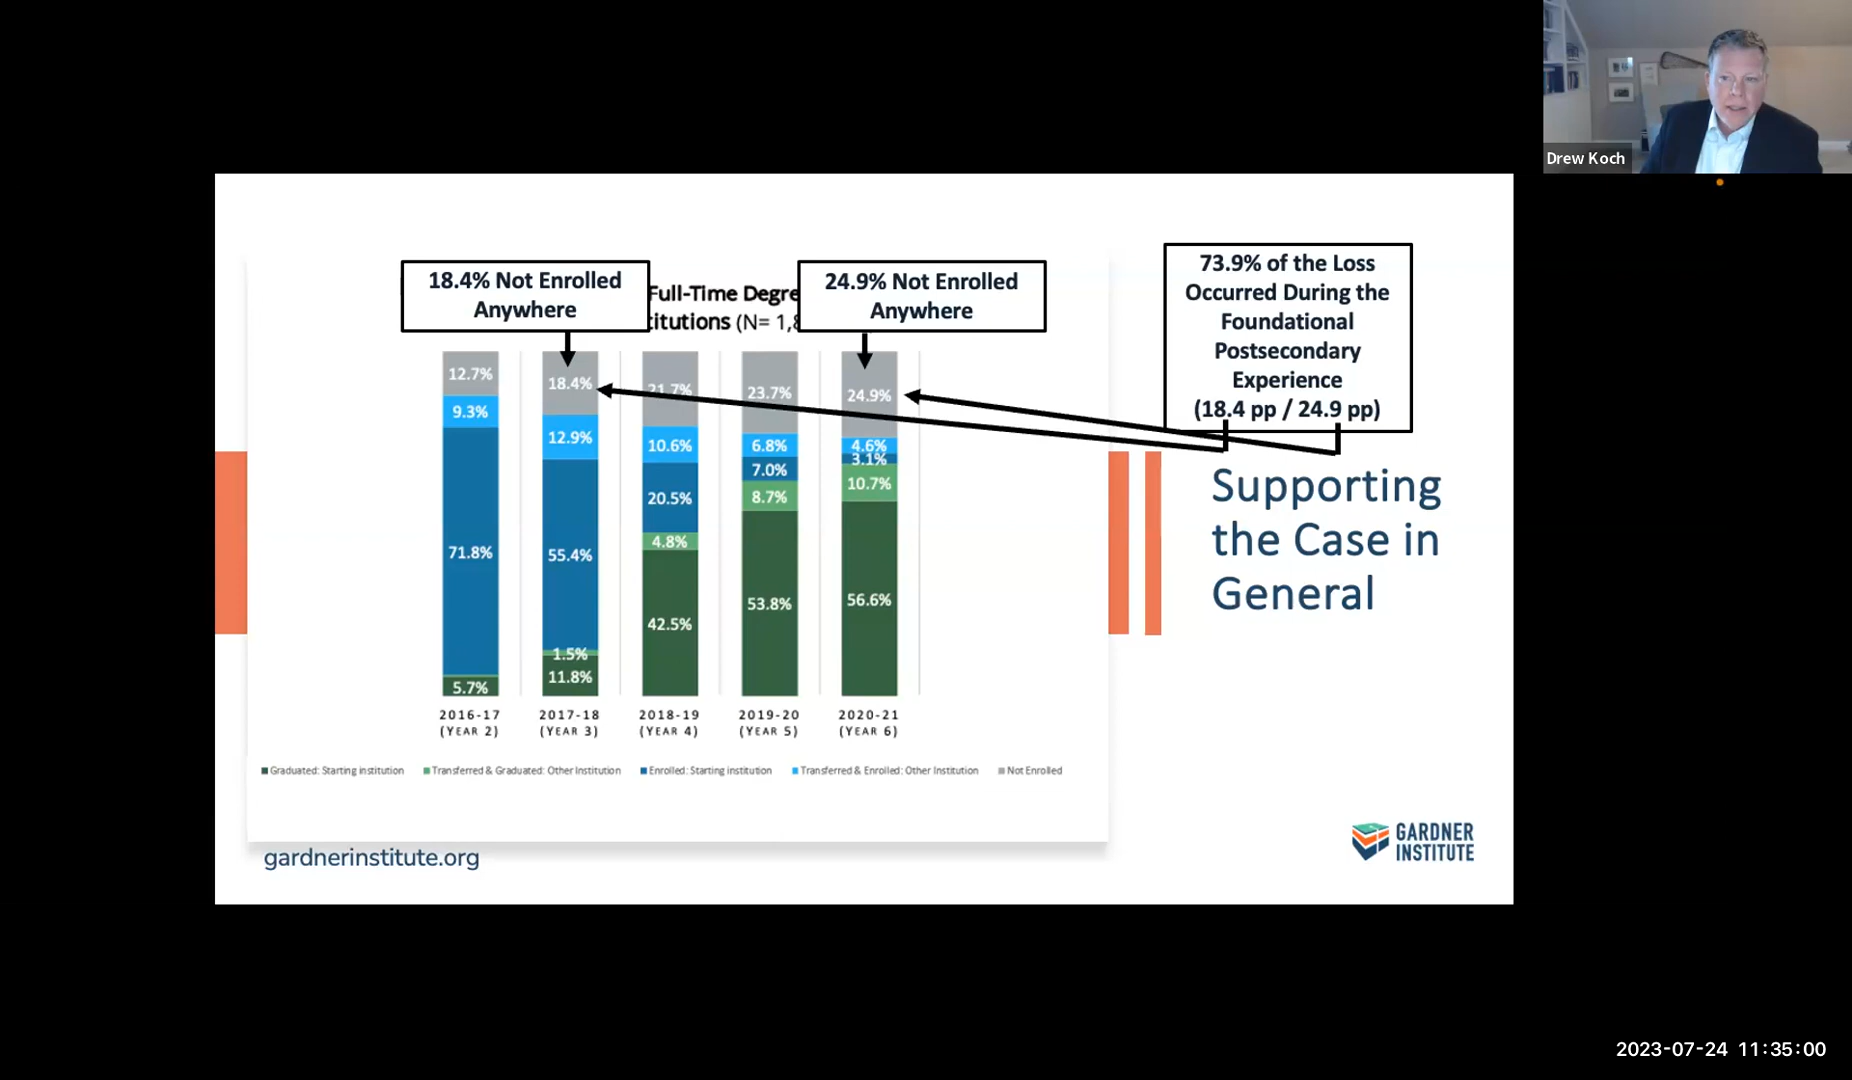 Drew Koch
18.4% Not Enrolled
Anywhere
24.9% Not Enrolled
Anywhere
73.9% of the Loss
Occurred During the
Foundational
Postsecondary
Experience
(18.4 pp / 24.9 pp)
Full-Time Degre
titutions (N= 1,8
12.7%
9.3%
71.8%
5.7%
18.4%
12.9%
55.4%
1.5%
11.8%
21.7%
10.6%
20.5%
4.8%
42.5%
23.7%
6.8%
7.0%
8.7%
53.8%
24.9%
4.6%
3.1%
10.7%
56.6%
2016-17
(YEAR 2)
2017-18
(YEAR 3)
2018-19
(YEAR 4)
2019-20
(YEAR 5)
2020-21
(YEAR 6)
Graduated: Starting institution
Transferred & Graduated: Other Institution
Enrolled: Starting institution
Transferred & Enrolled: Other Institution
Not Enrolled
Supporting
the Case in
General
gardnerinstitute.org
GARDNER
INSTITUTE
2023-07-24 11:35:00